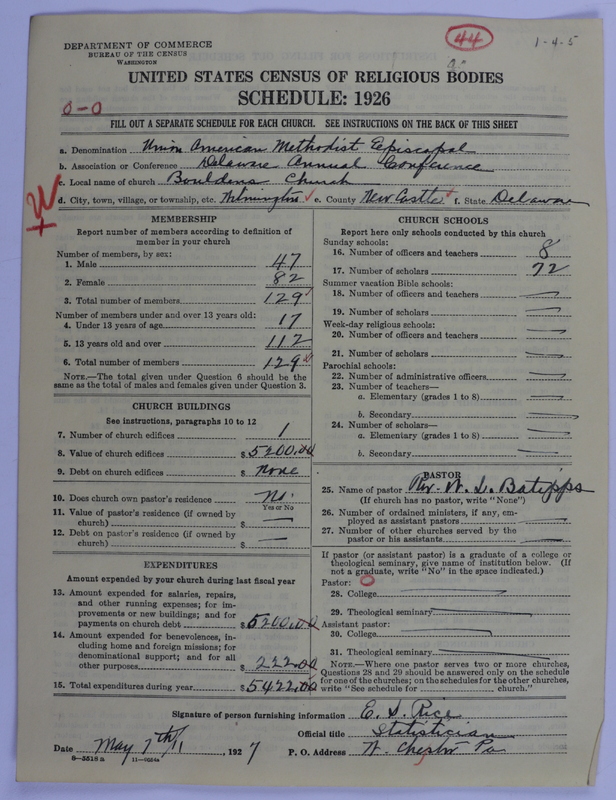 44
1-4-5
DEPARTMENT OF COMMERCE
BUREAU OF THE CENSUS
WASHINGTON
UNITED STATES CENSUS OF RELIGIOUS BODIES
SCHEDULE: 1926
0-0
FILL OUT A SEPARATE SCHEDULE FOR EACH CHURCH. SEE INSTRUCTIONS ON THE BACK OF THIS SHEET
a. Denomination Union American Methodist Episcopal
b. Association or Conference Delaware Annual Conference
c. Local name of church Bouldens Church
d. City, town, village, or township, etc. Wilmington e. County New Castle f. State Delaware
MEMBERSHIP
Report number of members according to definition of member in your church
Number of members, by sex:
1. Male 47
2. Female 82
3. Total number of members 129
Number of members under and over 13 years old:
4. Under 13 years of age 17
5. 13 years old and over 112
6. Total number of members 129
NOTE.—The total given under Question 6 should be the
same as the total of males and females given under Question 3.
CHURCH BUILDINGS
See instructions, paragraphs 10 to 12
7. Number of church edifices 1
8. Value of church edifices $5200.00
9. Debt on church edifices $ None
10. Does church own pastor's residence No
Yes or No
11. Value of pastor's residence (if owned by
church) $ —
12. Debt on pastor's residence (if owned by
church) $ —
EXPENDITURES
Amount expended by your church during last fiscal year
13. Amount expended for salaries, repairs,
and other running expenses; for im-
provements or new buildings; and for
payments on church debt $5200.00
14. Amount expended for benevolences, in-
cluding home and foreign missions; for
denominational support; and for all
other purposes 222.00
15. Total expenditures during year $5422.00
CHURCH SCHOOLS
Report here only schools conducted by this church
Sunday schools:
16. Number of officers and teachers 8
17. Number of scholars 72
Summer vacation Bible schools:
18. Number of officers and teachers —
19. Number of scholars —
Week-day religious schools:
20. Number of officers and teachers —
21. Number of scholars —
Parochial schools:
22. Number of administrative officers —
23. Number of teachers—
a. Elementary (grades 1 to 8) —
b. Secondary —
24. Number of scholars—
a. Elementary (grades 1 to 8) —
b. Secondary —
PASTOR
25. Name of pastor Rev. W. L. Batipps
(If church has no pastor, write "None")
26. Number of ordained ministers, if any, em-
ployed as assistant pastors —
27. Number of other churches served by the
pastor or his assistants —
If pastor (or assistant pastor) is a graduate of a college or
theological seminary, give name of institution below. (If
not a graduate, write "No" in the space indicated.)
Pastor: O
28. College —
29. Theological seminary —
Assistant pastor:
30. College —
31. Theological seminary —
NOTE.—Where one pastor serves two or more churches,
Questions 28 and 29 should be answered only on the schedule
for one of the churches; on the schedules for the other churches,
write "See schedule for church."
Signature of person furnishing information E. S. Rice
Official title Statistician
Date May 7th/11, 1927 P. O. Address W. Chester Pa
8-5518 a 11-0254a